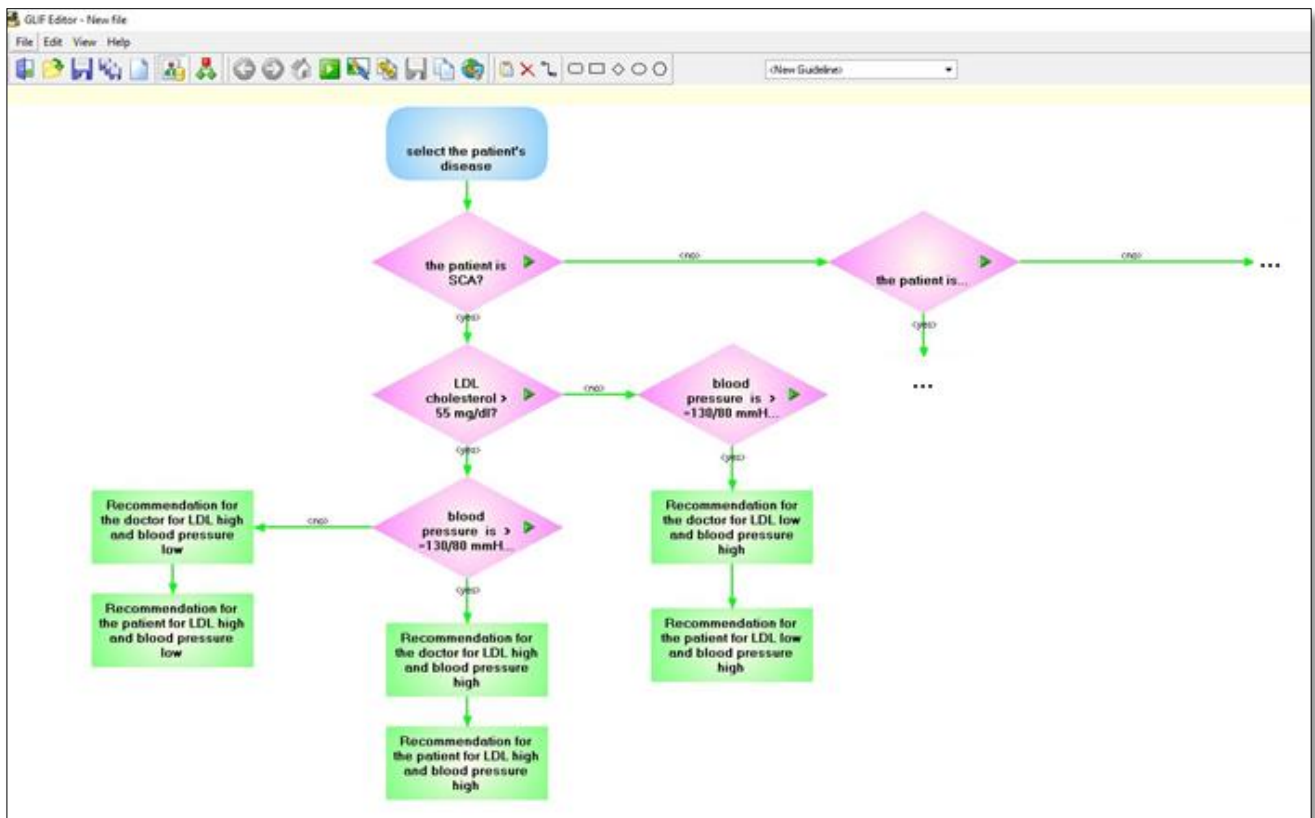 GLIF Editor - New file
File Edit View Help
<New Guideline>
select the patient's
disease
the patient is
SCA?
<no>
the patient is...
<no>
...
<yes>
<yes>
...
LDL
cholesterol >
55 mg/dl?
<no>
blood
pressure is >
=130/80 mmH...
<yes>
<yes>
Recommendation for
the doctor for LDL high
and blood pressure
low
<no>
blood
pressure is >
=130/80 mmH...
Recommendation for
the doctor for LDL low
and blood pressure
high
<yes>
Recommendation for
the patient for LDL high
and blood pressure
low
Recommendation for
the doctor for LDL high
and blood pressure
high
Recommendation for
the patient for LDL low
and blood pressure
high
Recommendation for
the patient for LDL high
and blood pressure
high